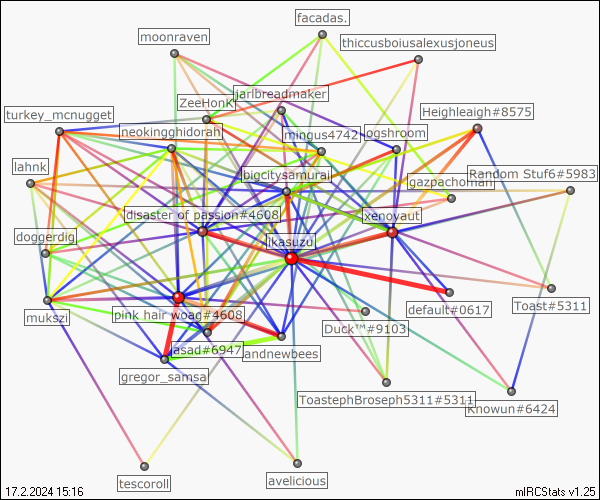 facadas.
moonraven
thiccusboiusalexusjoneus
jarlbreadmaker
ZeeHonk
turkey_mcnugget
Heighleaigh#8575
neokingghidorah
mingus4742
ogshroom
lahnk
bigcitysamurai
Random Stuf6#5983
gazpachoman
disaster of passion#4608
xenoyaut
doggerdig
ikasuzu
mukszi
pink hair woag#4608
default#0617
Toast#5311
Duck™#9103
jasad#6947
andnewbees
gregor_samsa
ToastephBroseph5311#5311
Knowun#6424
tescoroll
avelicious
17.2.2024 15:16
mIRCStats v1.25